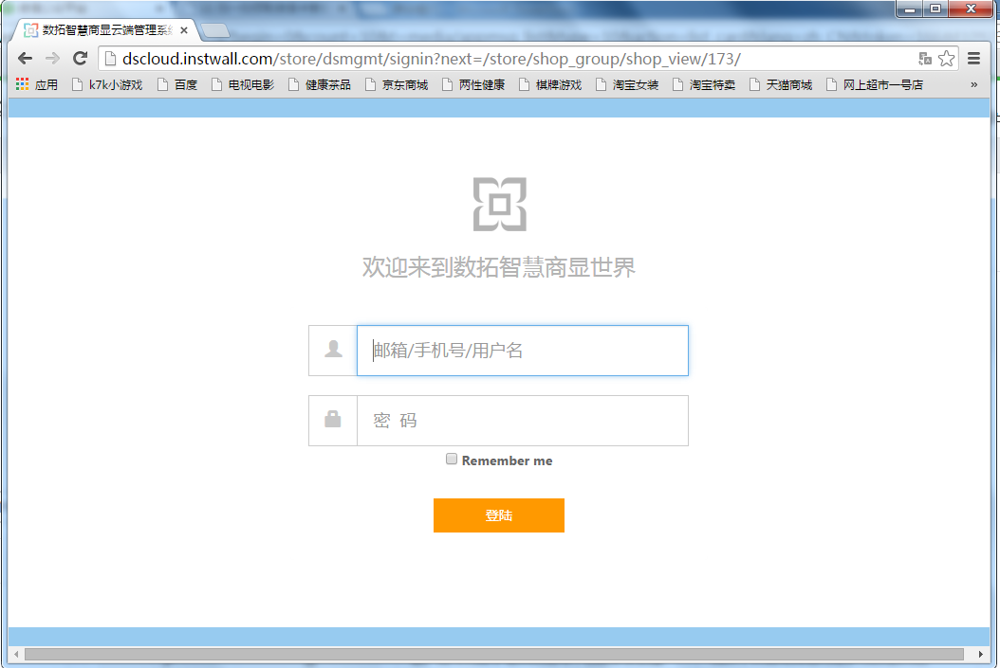 数拓智慧商显云端管理系统
dscloud.instwall.com/store/dsmgmt/signin?next=/store/shop_group/shop_view/173/
应用 k7k小游戏 百度 电视电影 健康茶品 京东商城 两性健康 棋牌游戏 淘宝女装 淘宝特卖 天猫商城 网上超市一号店 »
欢迎来到数拓智慧商显世界
邮箱/手机号/用户名
密 码
Remember me
登陆